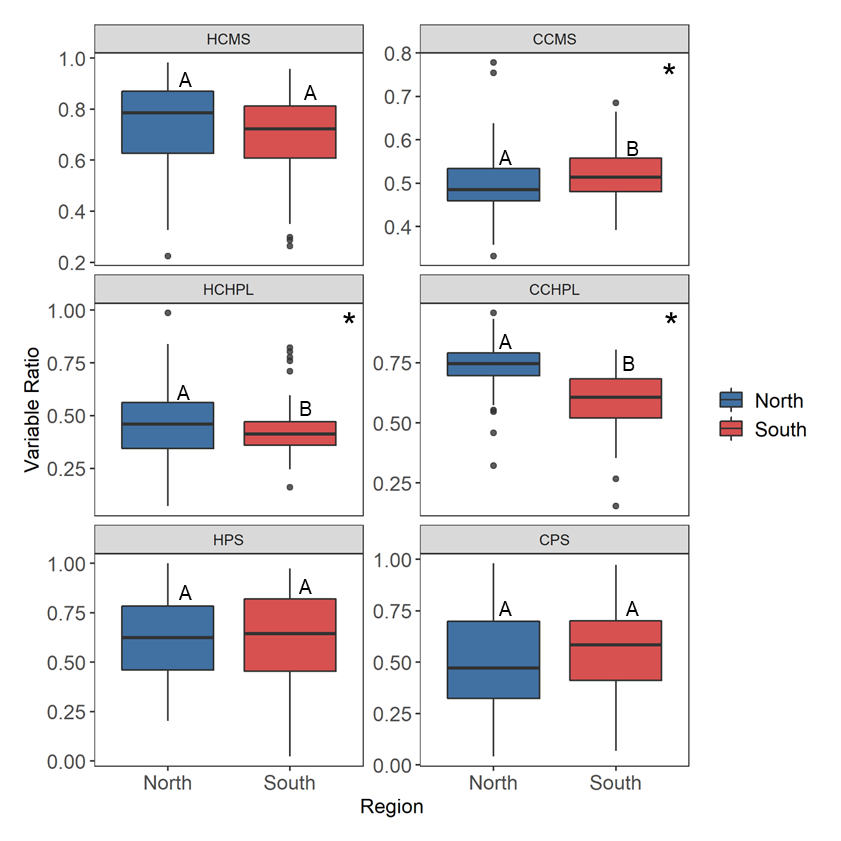 HCMS
CCMS
1.0
0.8
0.6
0.4
0.2
A
A
0.8
0.7
0.6
0.5
0.4
A
B
*
HCHPL
CCHPL
1.00
0.75
0.50
0.25
A
B
*
0.75
0.50
0.25
A
B
*
Variable Ratio
North
South
HPS
CPS
1.00
0.75
0.50
0.25
0.00
A
A
1.00
0.75
0.50
0.25
0.00
A
A
North
South
North
South
Region